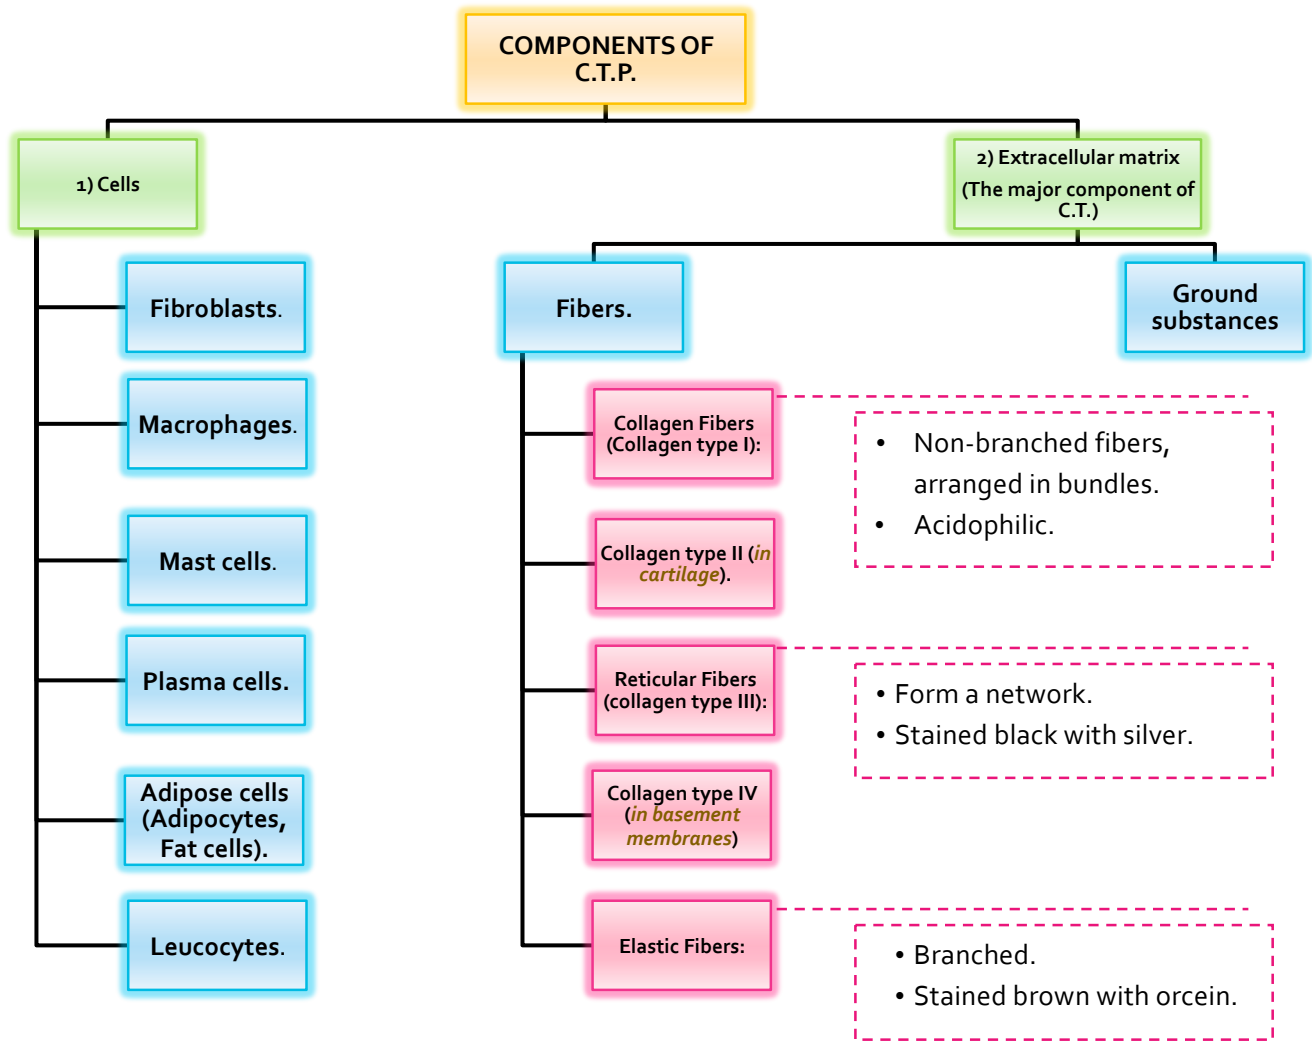 COMPONENTS OF
C.T.P.
1) Cells
Fibroblasts.
Macrophages.
Mast cells.
Plasma cells.
Adipose cells
(Adipocytes,
Fat cells).
Leucocytes.
2) Extracellular matrix
(The major component of
C.T.)
Fibers.
Ground
substances
Collagen Fibers
(Collagen type I):
• Non-branched fibers,
arranged in bundles.
• Acidophilic.
Collagen type II (in
cartilage).
Reticular Fibers
(collagen type III):
• Form a network.
• Stained black with silver.
Collagen type IV
(in basement
membranes)
Elastic Fibers:
• Branched.
• Stained brown with orcein.